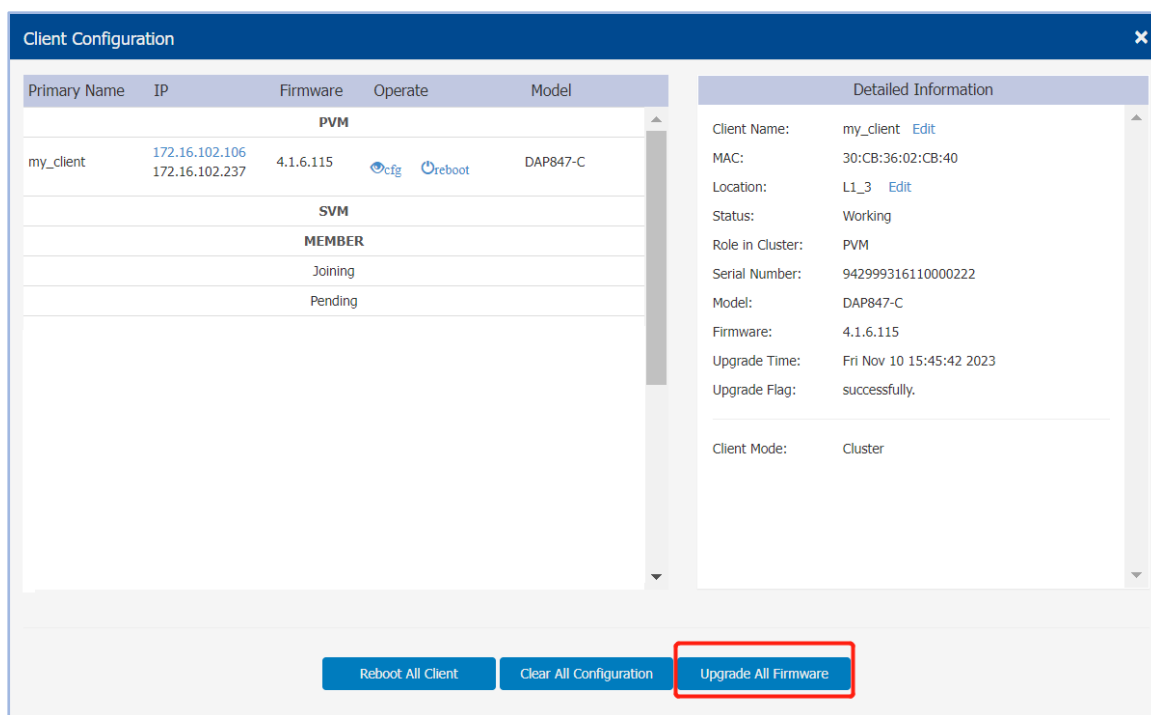 Client Configuration
Primary Name IP Firmware Operate Model
PVM
my_client 172.16.102.106 172.16.102.237 4.1.6.115 cfg reboot DAP847-C
SVM
MEMBER
Joining
Pending
Detailed Information
Client Name: my_client Edit
MAC: 30:CB:36:02:CB:40
Location: L1_3 Edit
Status: Working
Role in Cluster: PVM
Serial Number: 942999316110000222
Model: DAP847-C
Firmware: 4.1.6.115
Upgrade Time: Fri Nov 10 15:45:42 2023
Upgrade Flag: successfully.
Client Mode: Cluster
Reboot All Client Clear All Configuration Upgrade All Firmware